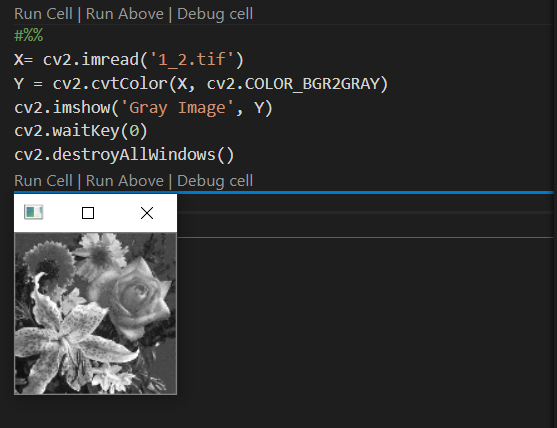 Run Cell | Run Above | Debug cell
#%%
X= cv2.imread('1_2.tif')
Y = cv2.cvtColor(X, cv2.COLOR_BGR2GRAY)
cv2.imshow('Gray Image', Y)
cv2.waitKey(0)
cv2.destroyAllWindows()
Run Cell | Run Above | Debug cell